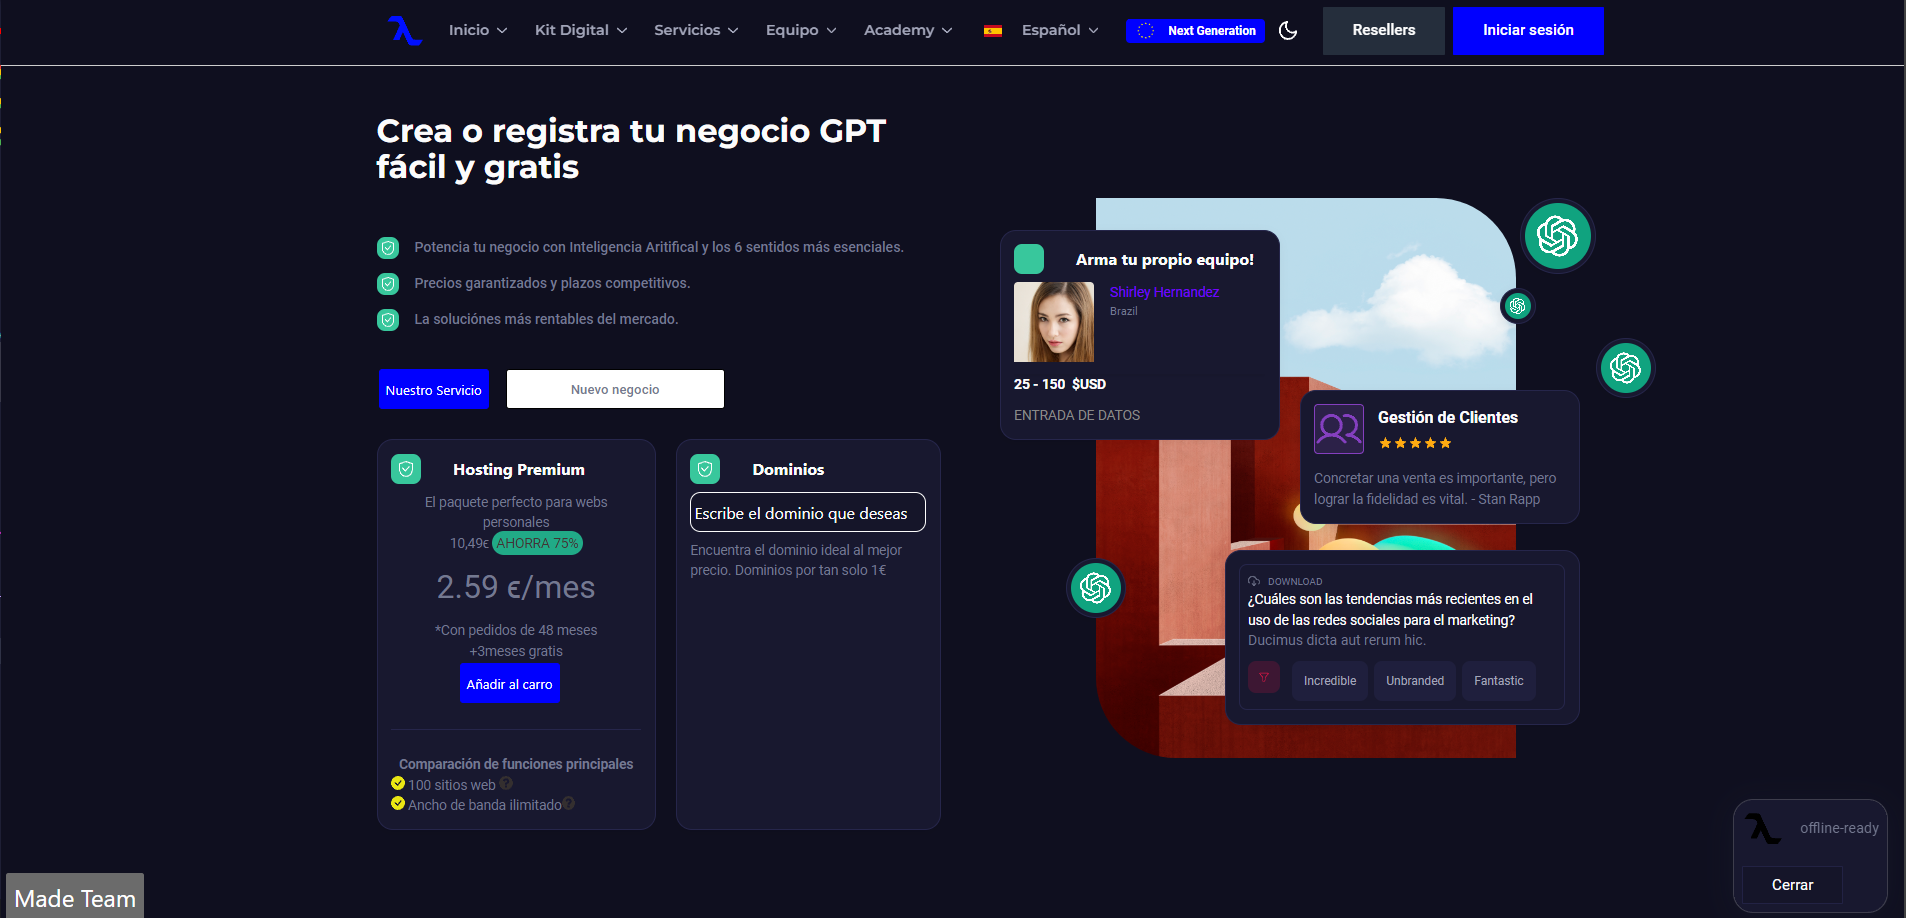 Inicio
Kit Digital
Servicios
Equipo
Academy
Español
Next Generation
Resellers
Iniciar sesión
Crea o registra tu negocio GPT
fácil y gratis
Potencia tu negocio con Inteligencia Aritifical y los 6 sentidos más esenciales.
Precios garantizados y plazos competitivos.
La soluciónes más rentables del mercado.
Nuestro Servicio
Nuevo negocio
Hosting Premium
El paquete perfecto para webs
personales
10,49€ AHORRA 75%
2.59 €/mes
*Con pedidos de 48 meses
+3meses gratis
Añadir al carro
Comparación de funciones principales
100 sitios web ?
Ancho de banda ilimitado ?
Dominios
Escribe el dominio que deseas
Encuentra el dominio ideal al mejor
precio. Dominios por tan solo 1€
Arma tu propio equipo!
Shirley Hernandez
Brazil
25 - 150 $USD
ENTRADA DE DATOS
Gestión de Clientes
Concretar una venta es importante, pero
lograr la fidelidad es vital. - Stan Rapp
DOWNLOAD
¿Cuáles son las tendencias más recientes en el
uso de las redes sociales para el marketing?
Ducimus dicta aut rerum hic.
Incredible
Unbranded
Fantastic
offline-ready
Cerrar
Made Team